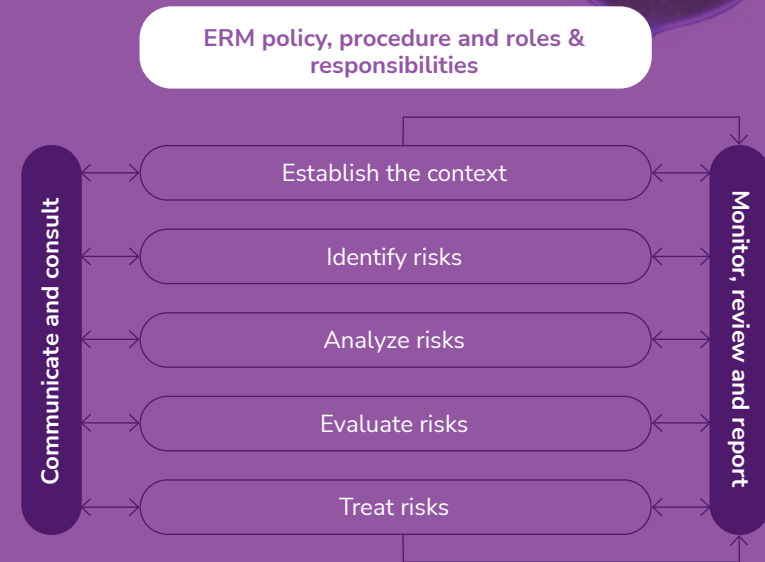 ERM policy, procedure and roles &
responsibilities
Communicate and consult
Establish the context
Identify risks
Analyze risks
Evaluate risks
Treat risks
Monitor, review and report